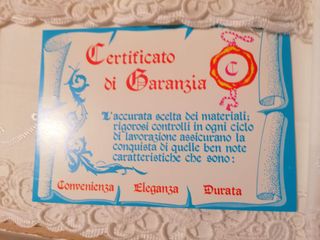 Certificato
di Garanzia
C
L'accurata scelta dei materiali;
rigorosi controlli in ogni ciclo
di lavorazione assicurano la
conquista di quelle ben note
caratteristiche che sono:
Convenienza Eleganza Durata